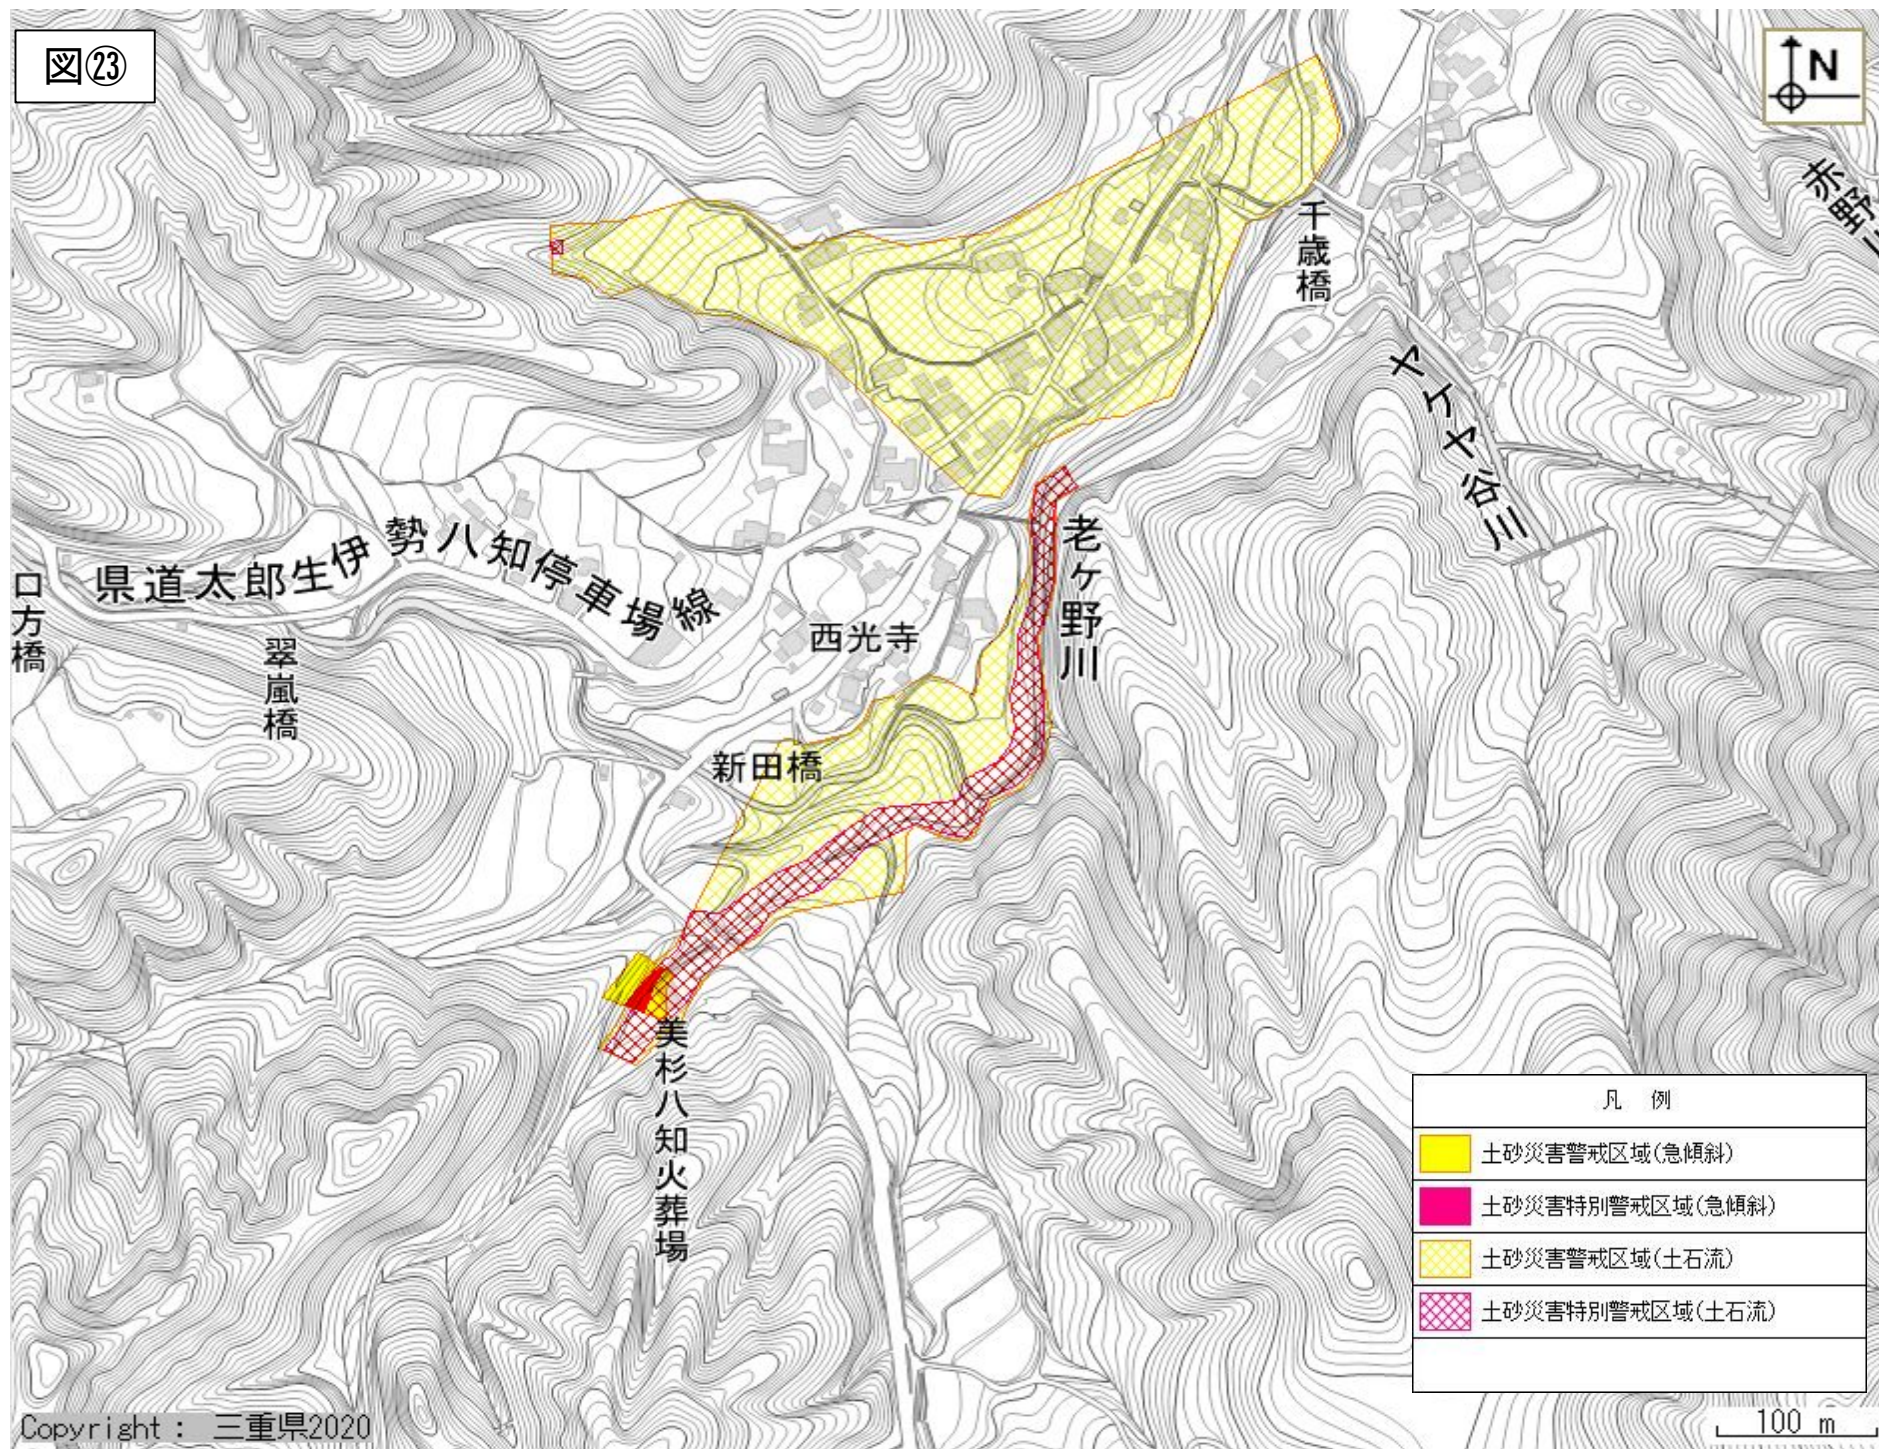 図㉓
N
千歳橋
ヤケヤ谷川
県道太郎生伊勢八知停車場線
老ヶ野川
口方橋
翠嵐橋
西光寺
新田橋
美杉八知火葬場
凡 例
土砂災害警戒区域(急傾斜)
土砂災害特別警戒区域(急傾斜)
土砂災害警戒区域(土石流)
土砂災害特別警戒区域(土石流)
Copyright : 三重県2020
100 m